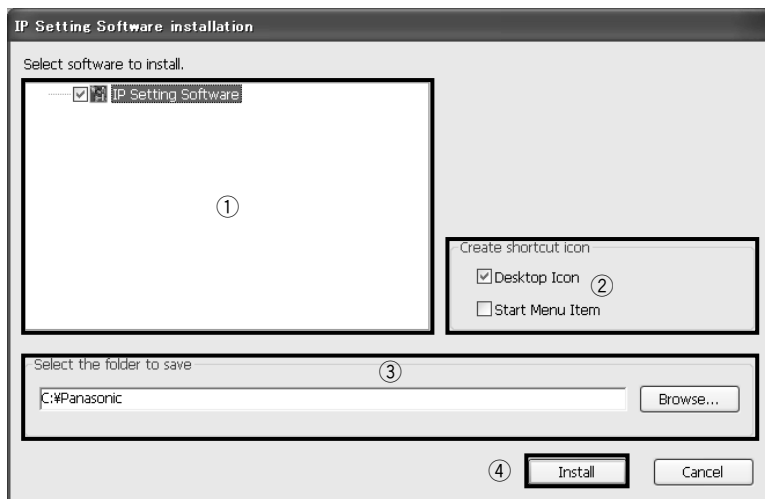 IP Setting Software installation
Select software to install.
IP Setting Software
①
Create shortcut icon
Desktop Icon
②
Start Menu Item
Select the folder to save
③
C:¥Panasonic
Browse...
④
Install
Cancel